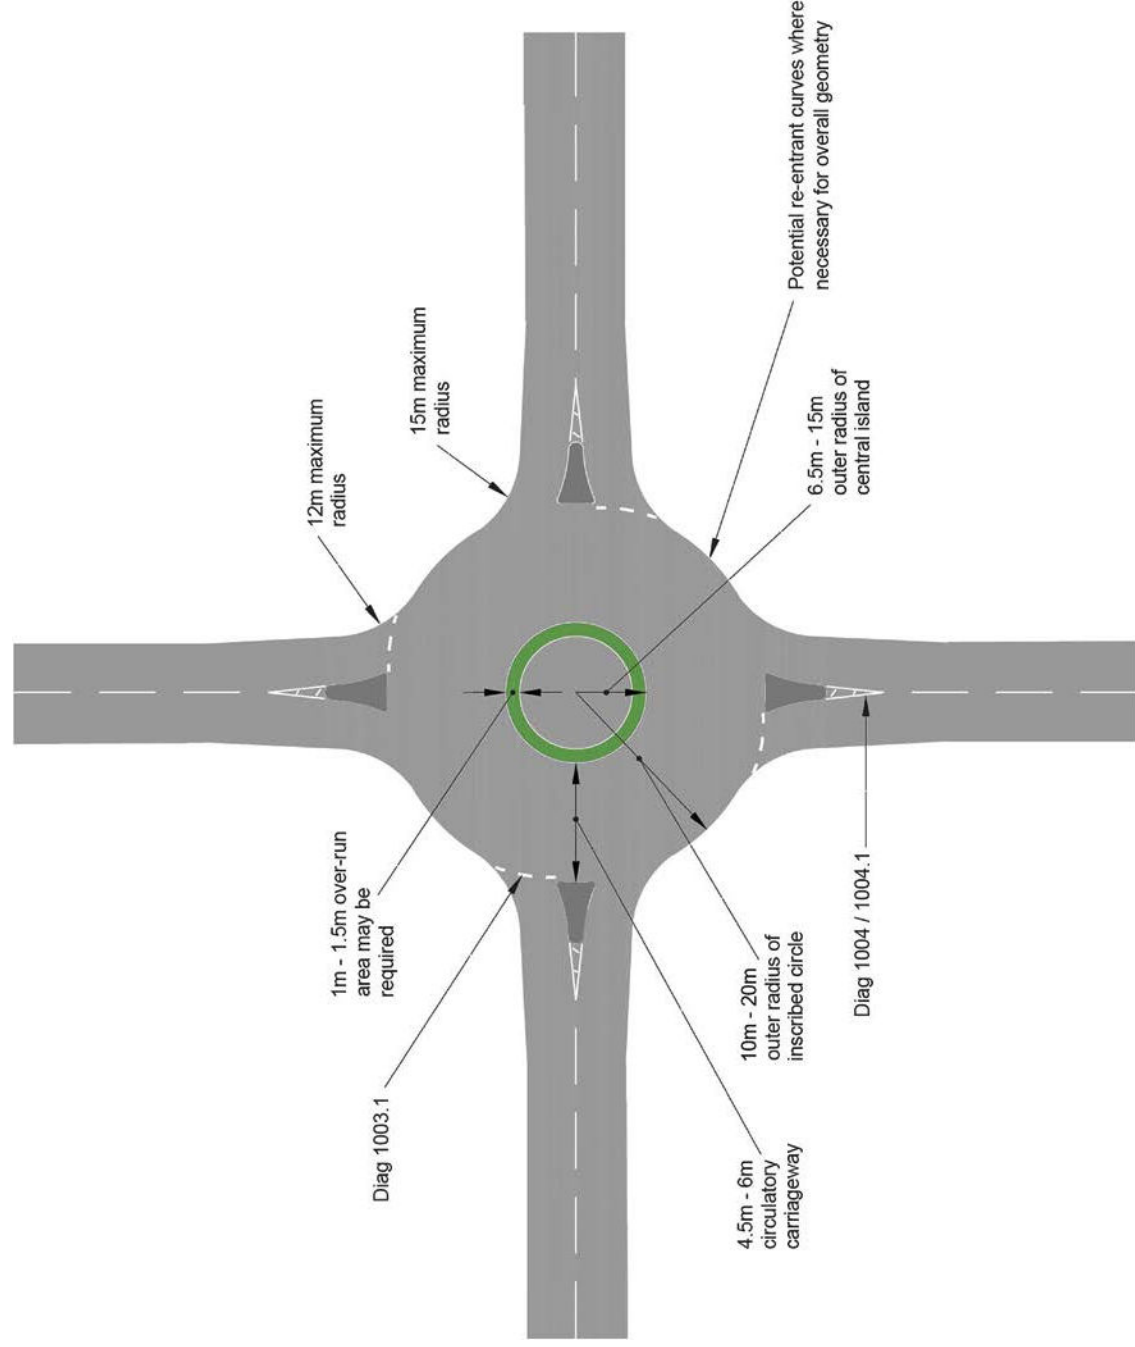 Potential re-entrant curves where
necessary for overall geometry
15m maximum
radius
12m maximum
radius
6.5m - 15m
outer radius of
central island
1m - 1.5m over-run
area may be
required
Diag 1003.1
10m - 20m
outer radius of
inscribed circle
Diag 1004 / 1004.1
4.5m - 6m
circulatory
carriageway